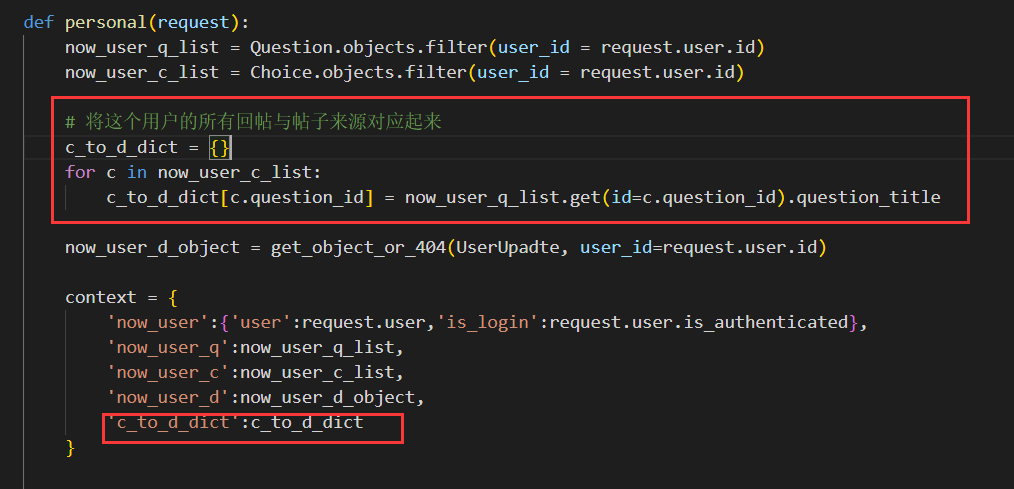 def personal(request):
    now_user_q_list = Question.objects.filter(user_id = request.user.id)
    now_user_c_list = Choice.objects.filter(user_id = request.user.id)
    # 将这个用户的所有回帖与帖子来源对应起来
    c_to_d_dict = {}
    for c in now_user_c_list:
        c_to_d_dict[c.question_id] = now_user_q_list.get(id=c.question_id).question_title
    now_user_d_object = get_object_or_404(UserUpadte, user_id=request.user.id)
    context = {
        'now_user':{'user':request.user,'is_login':request.user.is_authenticated},
        'now_user_q':now_user_q_list,
        'now_user_c':now_user_c_list,
        'now_user_d':now_user_d_object,
        'c_to_d_dict':c_to_d_dict
    }